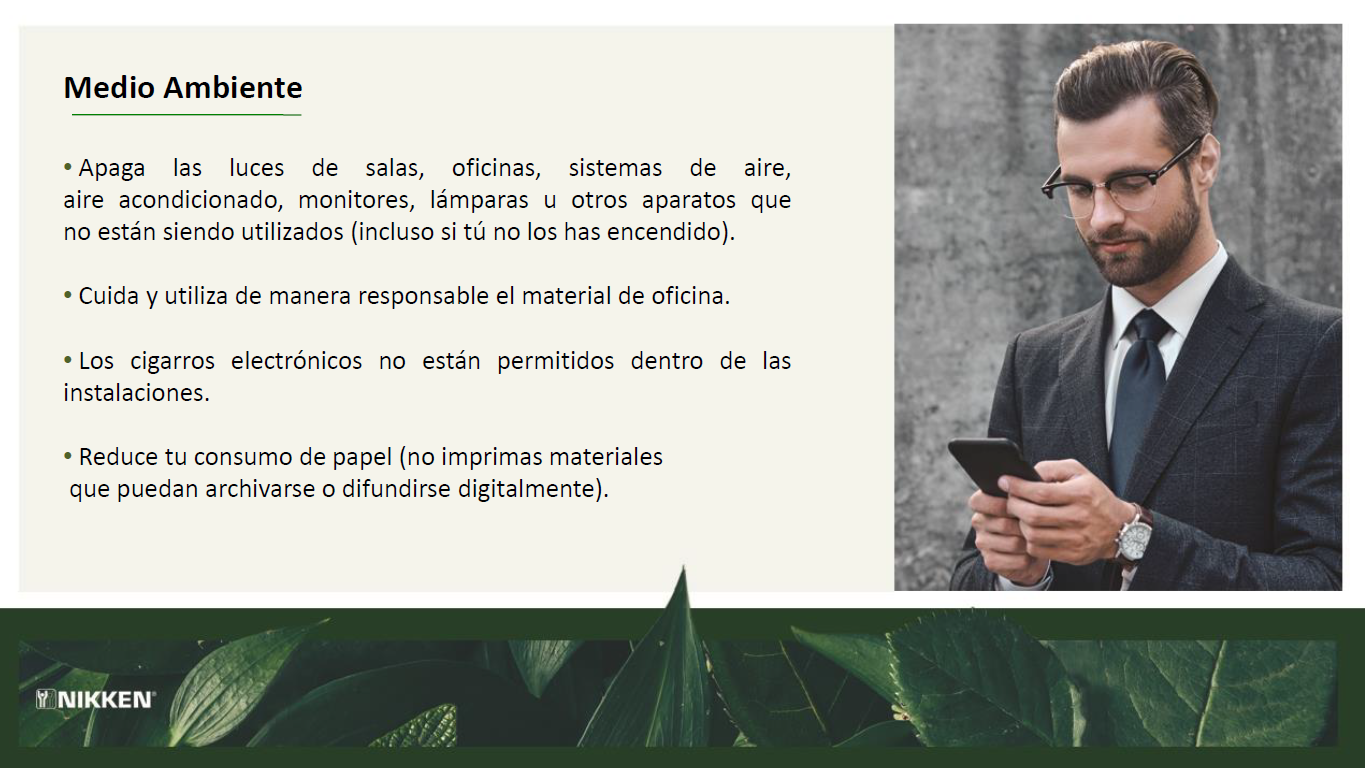 Medio Ambiente
• Apaga las luces de salas, oficinas, sistemas de aire,
aire acondicionado, monitores, lámparas u otros aparatos que
no están siendo utilizados (incluso si tú no los has encendido).
• Cuida y utiliza de manera responsable el material de oficina.
• Los cigarros electrónicos no están permitidos dentro de las
instalaciones.
• Reduce tu consumo de papel (no imprimas materiales
que puedan archivarse o difundirse digitalmente).
NIKKEN®